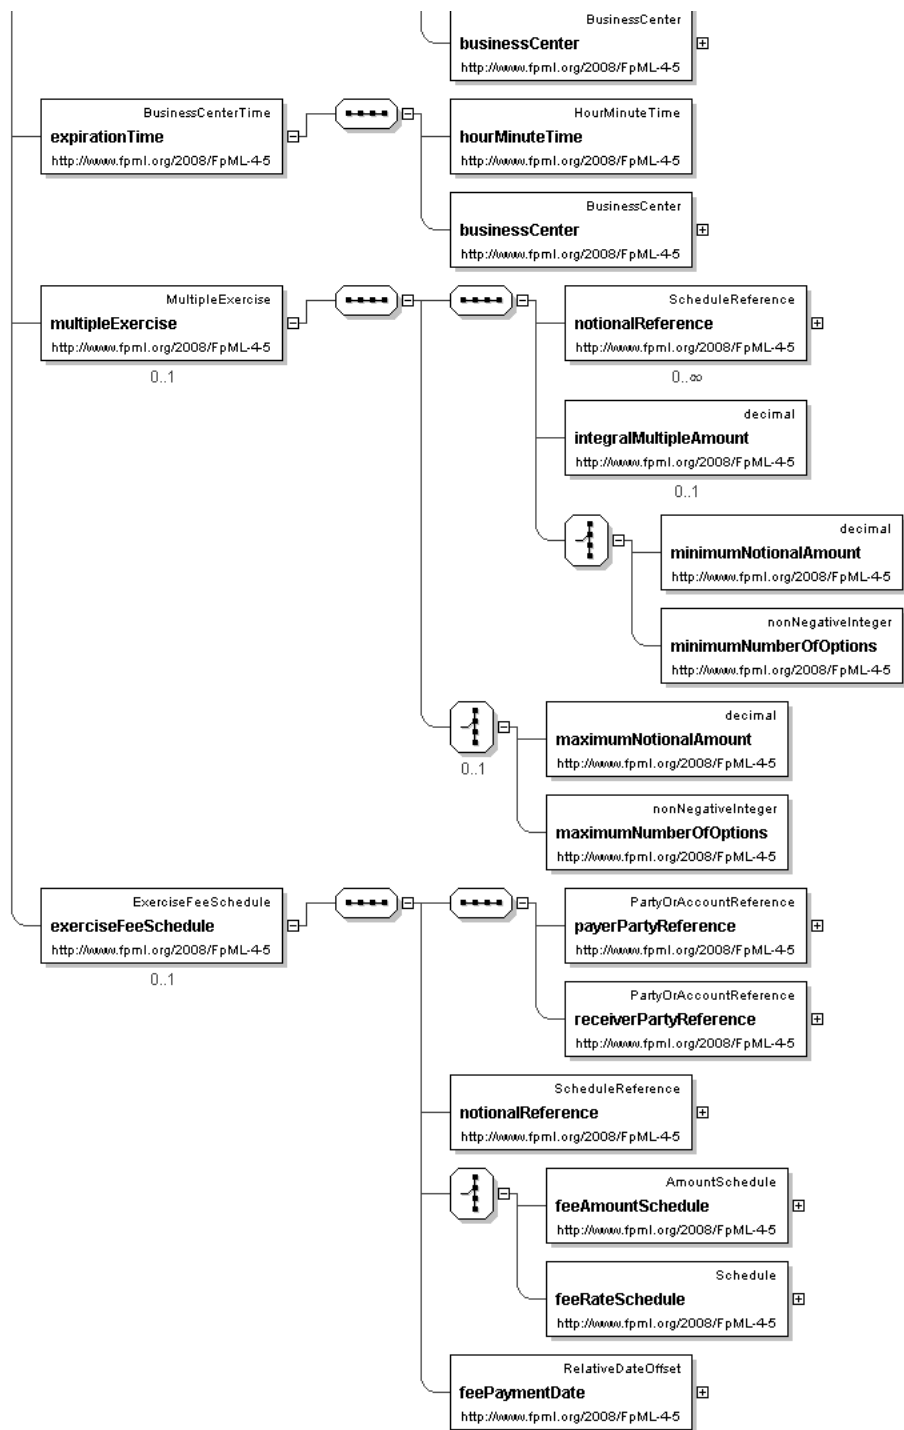 BusinessCenter
businessCenter
http://www.fpml.org/2008/FpML-4-5
BusinessCenterTime
expirationTime
http://www.fpml.org/2008/FpML-4-5
HourMinuteTime
hourMinuteTime
http://www.fpml.org/2008/FpML-4-5
BusinessCenter
businessCenter
http://www.fpml.org/2008/FpML-4-5
MultipleExercise
multipleExercise
http://www.fpml.org/2008/FpML-4-5
0..1
ScheduleReference
notionalReference
http://www.fpml.org/2008/FpML-4-5
0..∞
decimal
integralMultipleAmount
http://www.fpml.org/2008/FpML-4-5
0..1
decimal
minimumNotionalAmount
http://www.fpml.org/2008/FpML-4-5
nonNegativeInteger
minimumNumberOfOptions
http://www.fpml.org/2008/FpML-4-5
0..1
decimal
maximumNotionalAmount
http://www.fpml.org/2008/FpML-4-5
nonNegativeInteger
maximumNumberOfOptions
http://www.fpml.org/2008/FpML-4-5
ExerciseFeeSchedule
exerciseFeeSchedule
http://www.fpml.org/2008/FpML-4-5
0..1
PartyOrAccountReference
payerPartyReference
http://www.fpml.org/2008/FpML-4-5
PartyOrAccountReference
receiverPartyReference
http://www.fpml.org/2008/FpML-4-5
ScheduleReference
notionalReference
http://www.fpml.org/2008/FpML-4-5
AmountSchedule
feeAmountSchedule
http://www.fpml.org/2008/FpML-4-5
Schedule
feeRateSchedule
http://www.fpml.org/2008/FpML-4-5
RelativeDateOffset
feePaymentDate
http://www.fpml.org/2008/FpML-4-5